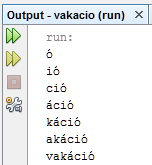 Output - vakacio (run)
run:
ó
ió
ció
áció
káció
akáció
vakáció